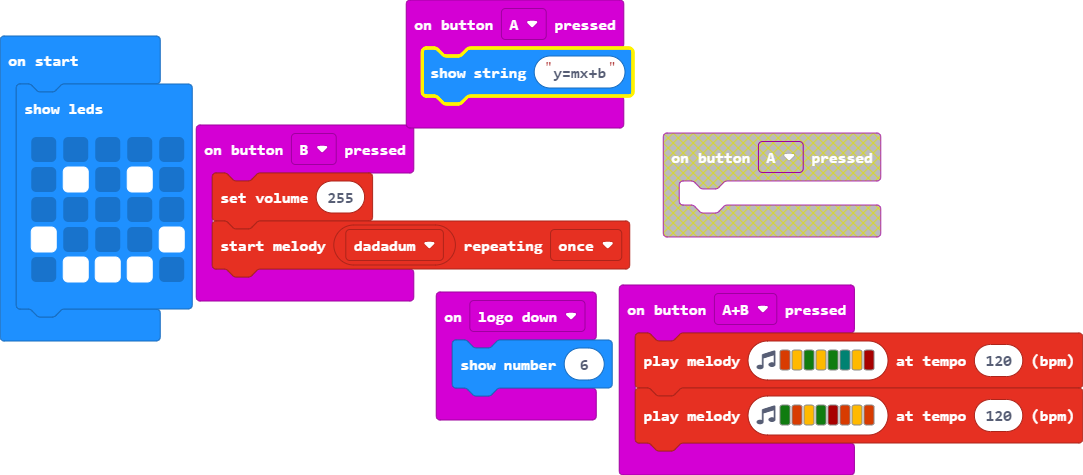 on start
show leds
on button A pressed
show string "y=mx+b"
on button B pressed
set volume 255
start melody dadadum repeating once
on button A pressed
on logo down
show number 6
on button A+B pressed
play melody at tempo 120 (bpm)
play melody at tempo 120 (bpm)